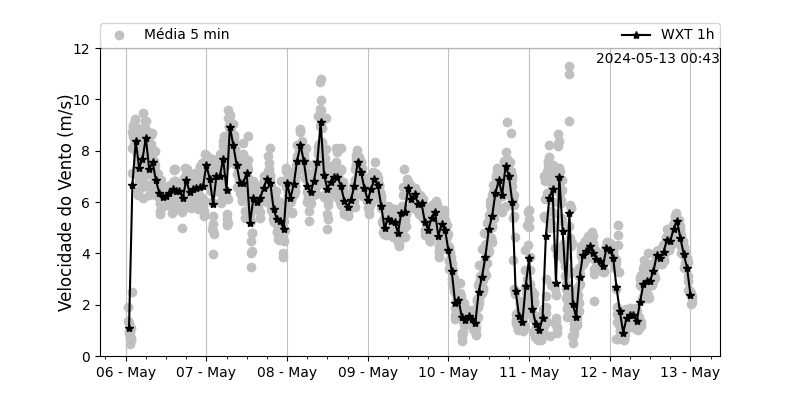 Média 5 min
WXT 1h
2024-05-13 00:43
Velocidade do Vento (m/s)
12
10
8
6
4
2
0
06 - May
07 - May
08 - May
09 - May
10 - May
11 - May
12 - May
13 - May